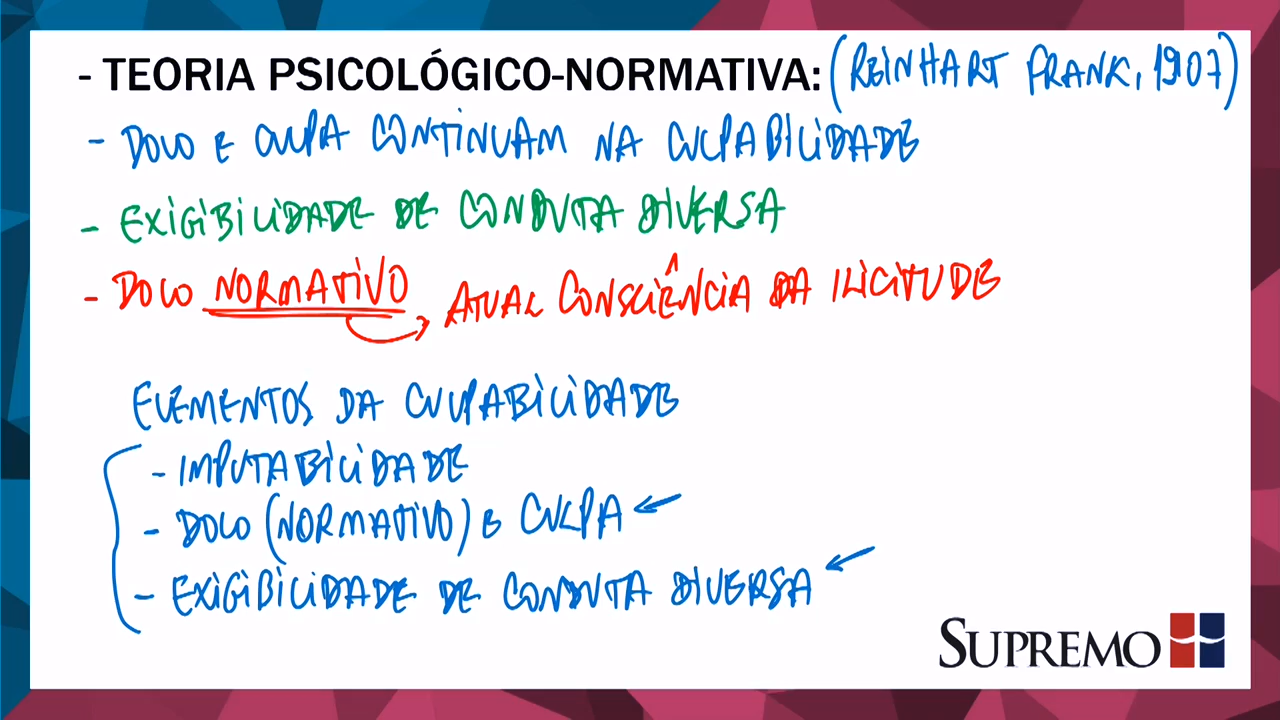 - TEORIA PSICOLÓGICO-NORMATIVA: (REINHART FRANK, 1907)
- DOLO E CULPA CONTINUAM NA CULPABILIDADE
- EXIGIBILIDADE DE CONDUTA DIVERSA
- DOLO NORMATIVO → ATUAL CONSCIÊNCIA DA ILICITUDE
ELEMENTOS DA CULPABILIDADE
- IMPUTABILIDADE
- DOLO (NORMATIVO) E CULPA ←
- EXIGIBILIDADE DE CONDUTA DIVERSA ←
SUPREMO